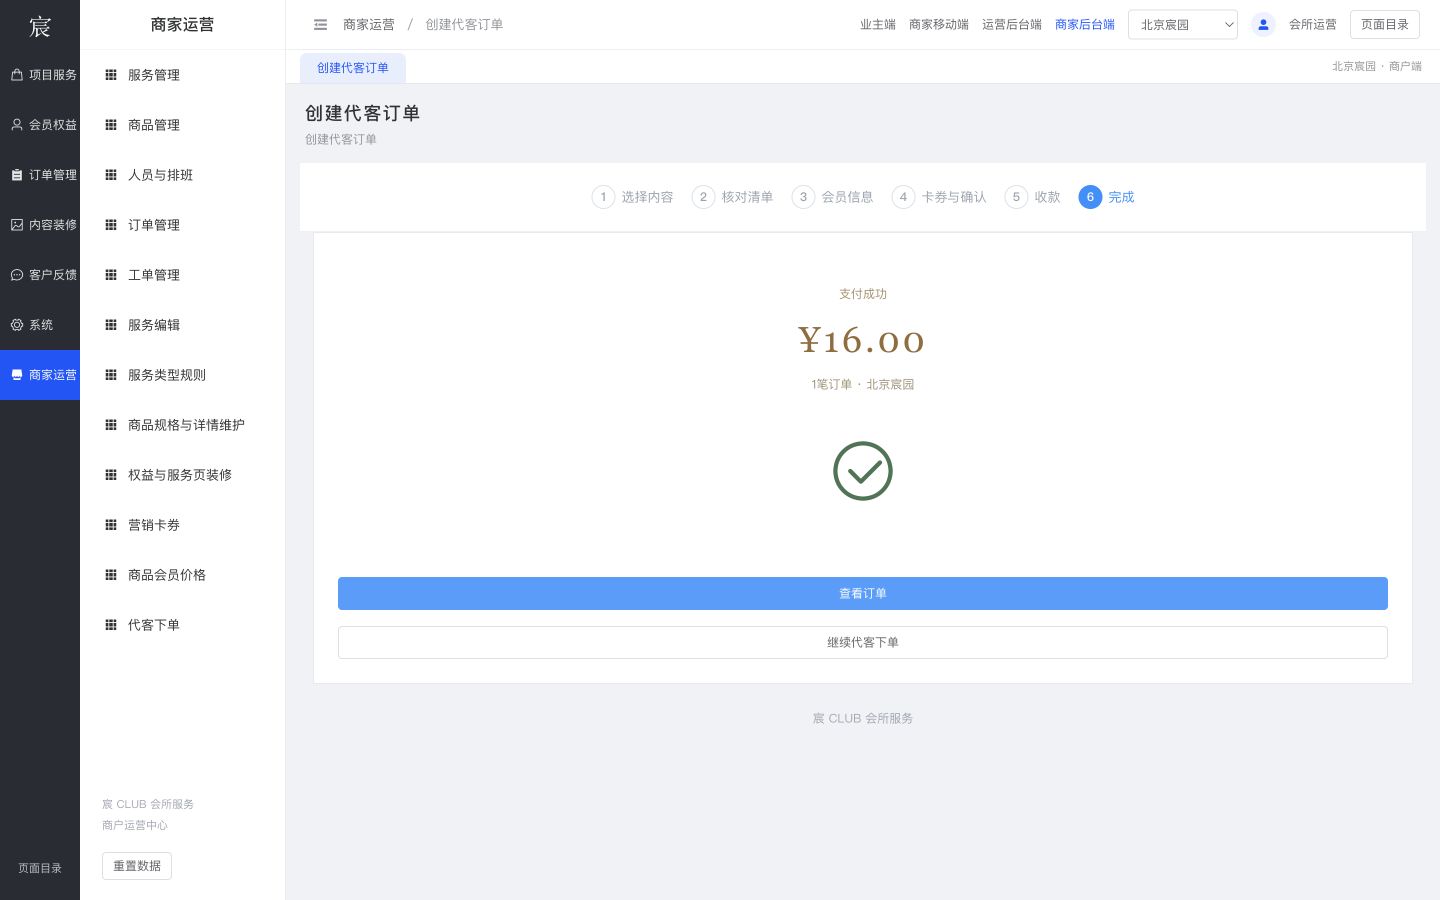 宸
项目服务
会员权益
订单管理
内容装修
客户反馈
系统
商家运营
页面目录
商家运营
服务管理
商品管理
人员与排班
订单管理
工单管理
服务编辑
服务类型规则
商品规格与详情维护
权益与服务页装修
营销卡券
商品会员价格
代客下单
宸 CLUB 会所服务
商户运营中心
重置数据
商家运营 / 创建代客订单
业主端 商家移动端 运营后台端 商家后台端 北京宸园 会所运营 页面目录
创建代客订单
北京宸园 · 商户端
创建代客订单
创建代客订单
1 选择内容 2 核对清单 3 会员信息 4 卡券与确认 5 收款 6 完成
支付成功
¥16.00
1笔订单 · 北京宸园
查看订单
继续代客下单
宸 CLUB 会所服务